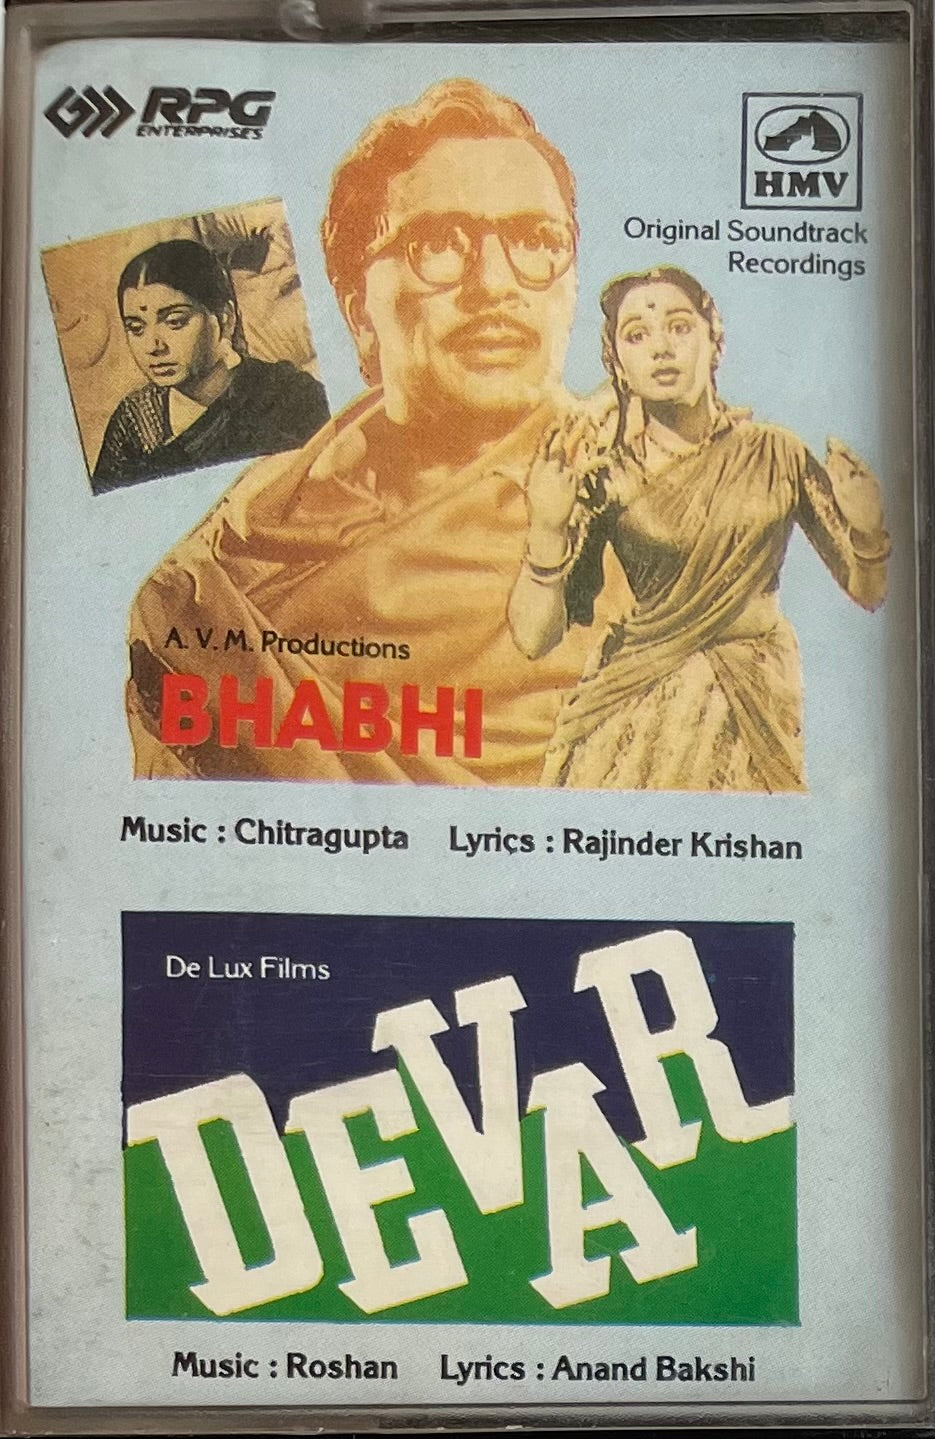 RPG
ENTERPRISES
HMV
Original Soundtrack
Recordings
A. V. M. Productions
BHABHI
Music : Chitragupta Lyrics : Rajinder Krishan
De Lux Films
DEVAR
Music : Roshan Lyrics : Anand Bakshi